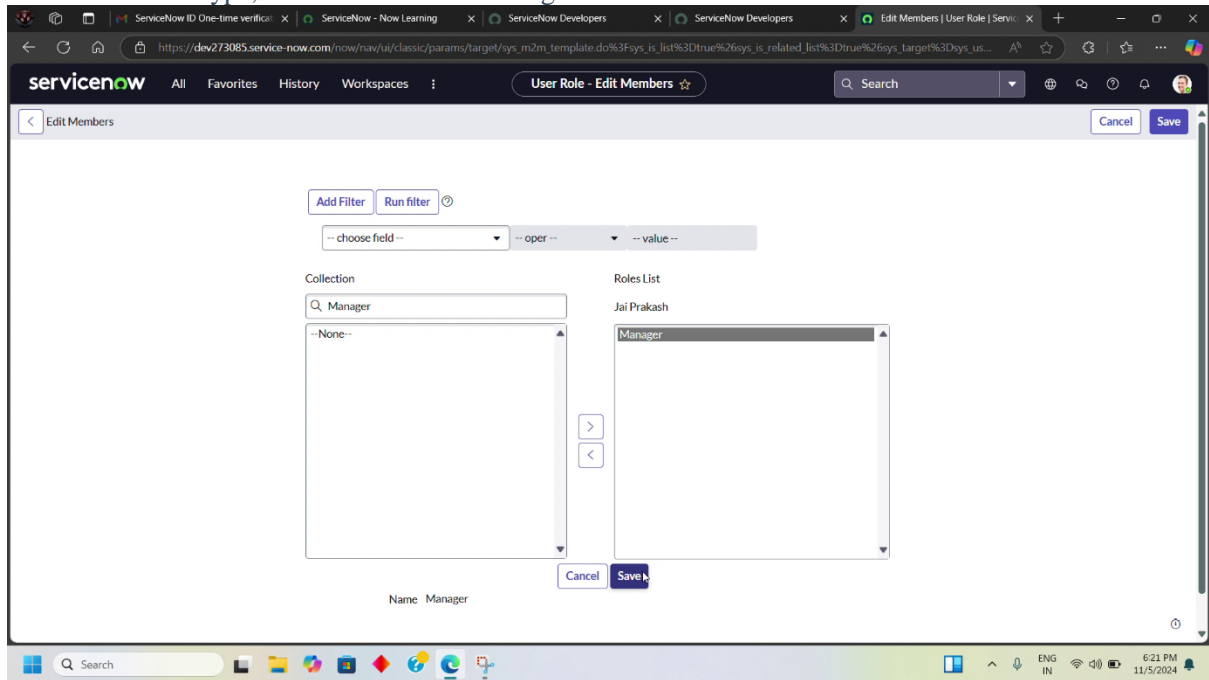 ServiceNow ID One-time verificat
ServiceNow - Now Learning
ServiceNow Developers
ServiceNow Developers
Edit Members | User Role | Servic
https://dev273085.service-now.com/now/nav/ui/classic/params/target/sys_m2m_template.do%3Fsys_is_list%3Dtrue%26sys_is_related_list%3Dtrue%26sys_target%3Dsys_us...
servicenow All Favorites History Workspaces User Role - Edit Members Search
Edit Members Cancel Save
Add Filter Run filter
-- choose field -- -- oper -- -- value --
Collection Roles List
Manager Jai Prakash
--None-- Manager
>
<
Cancel Save
Name Manager
Search ENG IN 6:21 PM 11/5/2024